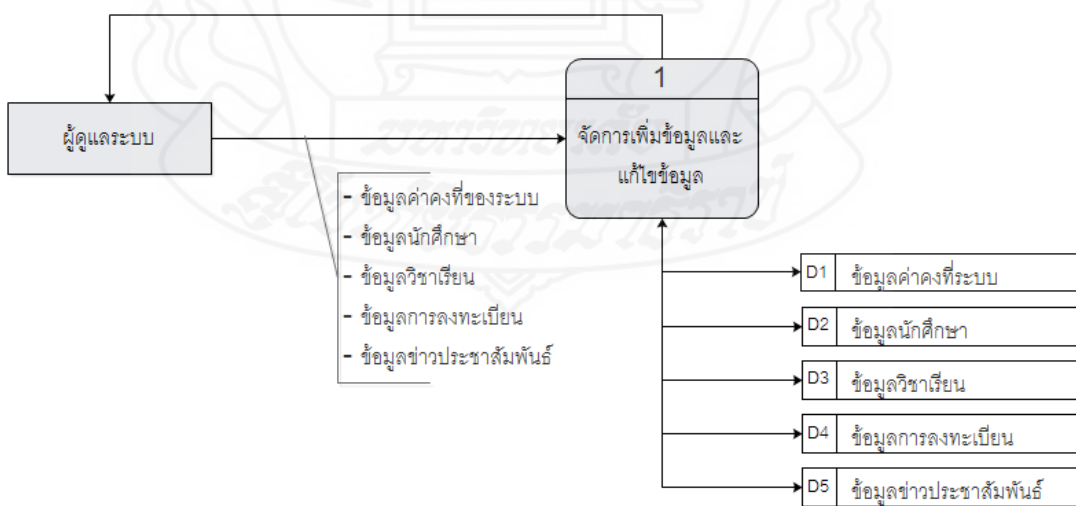 1
ผู้ดูแลระบบ
จัดการเพิ่มข้อมูลและ
แก้ไขข้อมูล
- ข้อมูลค่าคงที่ของระบบ
- ข้อมูลนักศึกษา
- ข้อมูลวิชาเรียน
- ข้อมูลการลงทะเบียน
- ข้อมูลข่าวประชาสัมพันธ์
D1 ข้อมูลค่าคงที่ระบบ
D2 ข้อมูลนักศึกษา
D3 ข้อมูลวิชาเรียน
D4 ข้อมูลการลงทะเบียน
D5 ข้อมูลข่าวประชาสัมพันธ์